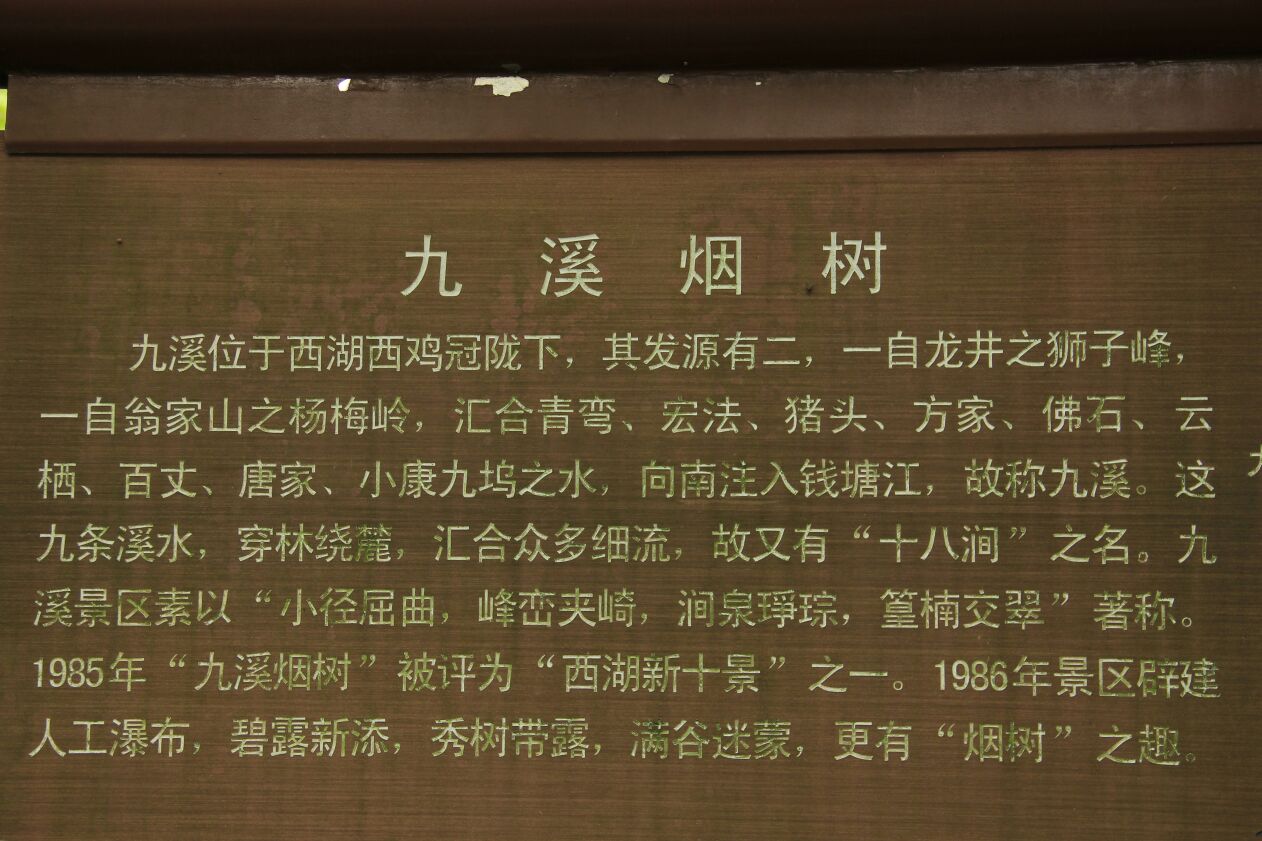 九溪烟树
九溪位于西湖西鸡冠陇下，其发源有二，一自龙井之狮子峰，
一自翁家山之杨梅岭，汇合青弯、宏法、猪头、方家、佛石、云
栖、百丈、唐家、小康九坞之水，向南注入钱塘江，故称九溪。这
九条溪水，穿林绕麓，汇合众多细流，故又有“十八涧”之名。九
溪景区素以“小径屈曲，峰峦夹崎，涧泉琤琮，篁楠交翠”著称。
1985年“九溪烟树”被评为“西湖新十景”之一。1986年景区辟建
人工瀑布，碧露新添，秀树带露，满谷迷蒙，更有“烟树”之趣。